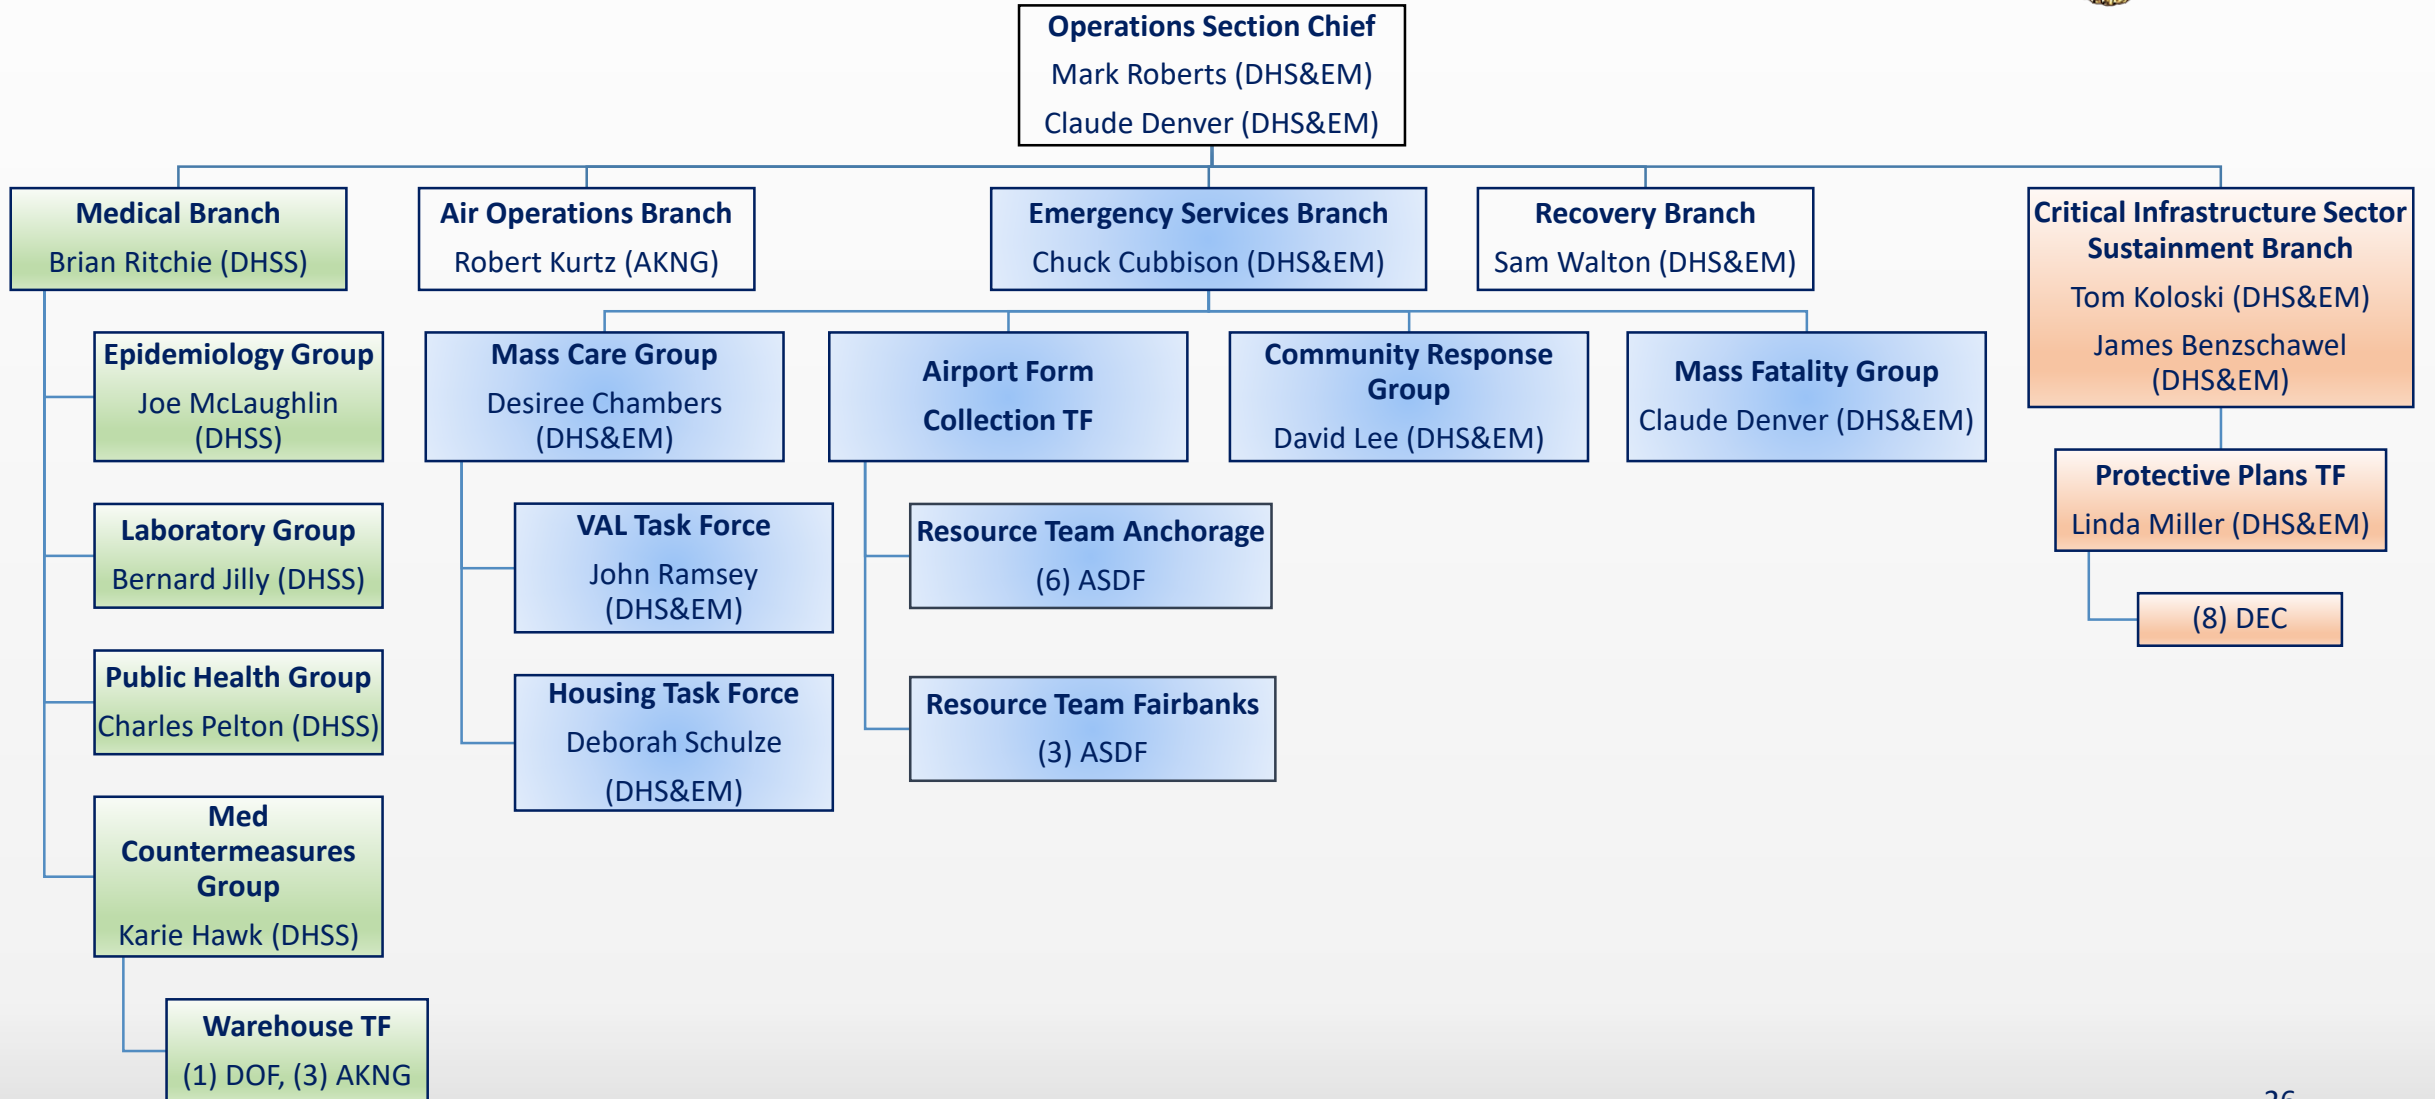 Operations Section Chief
Mark Roberts (DHS&EM)
Claude Denver (DHS&EM)
Medical Branch
Brian Ritchie (DHSS)
Air Operations Branch
Robert Kurtz (AKNG)
Emergency Services Branch
Chuck Cubbison (DHS&EM)
Recovery Branch
Sam Walton (DHS&EM)
Critical Infrastructure Sector
Sustainment Branch
Tom Koloski (DHS&EM)
James Benzschawel
(DHS&EM)
Epidemiology Group
Joe McLaughlin
(DHSS)
Mass Care Group
Desiree Chambers
(DHS&EM)
Airport Form
Collection TF
Community Response
Group
David Lee (DHS&EM)
Mass Fatality Group
Claude Denver (DHS&EM)
Protective Plans TF
Linda Miller (DHS&EM)
Laboratory Group
Bernard Jilly (DHSS)
VAL Task Force
John Ramsey
(DHS&EM)
Resource Team Anchorage
(6) ASDF
(8) DEC
Public Health Group
Charles Pelton (DHSS)
Housing Task Force
Deborah Schulze
(DHS&EM)
Resource Team Fairbanks
(3) ASDF
Med
Countermeasures
Group
Karie Hawk (DHSS)
Warehouse TF
(1) DOF, (3) AKNG